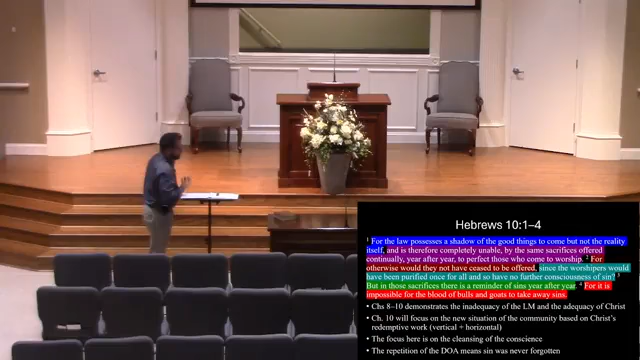 Hebrews 10:1–4
1 For the law possesses a shadow of the good things to come but not the reality
itself, and is therefore completely unable, by the same sacrifices offered
continually, year after year, to perfect those who come to worship. 2 For
otherwise would they not have ceased to be offered, since the worshipers would
have been purified once for all and so have no further consciousness of sin? 3
But in those sacrifices there is a reminder of sins year after year. 4 For it is
impossible for the blood of bulls and goats to take away sins.
• Chs 8–10 demonstrates the inadequacy of the LM and the adequacy of Christ
• Ch. 10 will focus on the new situation of the community based on Christ's
redemptive work (vertical + horizontal)
• The focus here is on the cleansing of the conscience
• The repetition of the DOA means sin was never forgotten